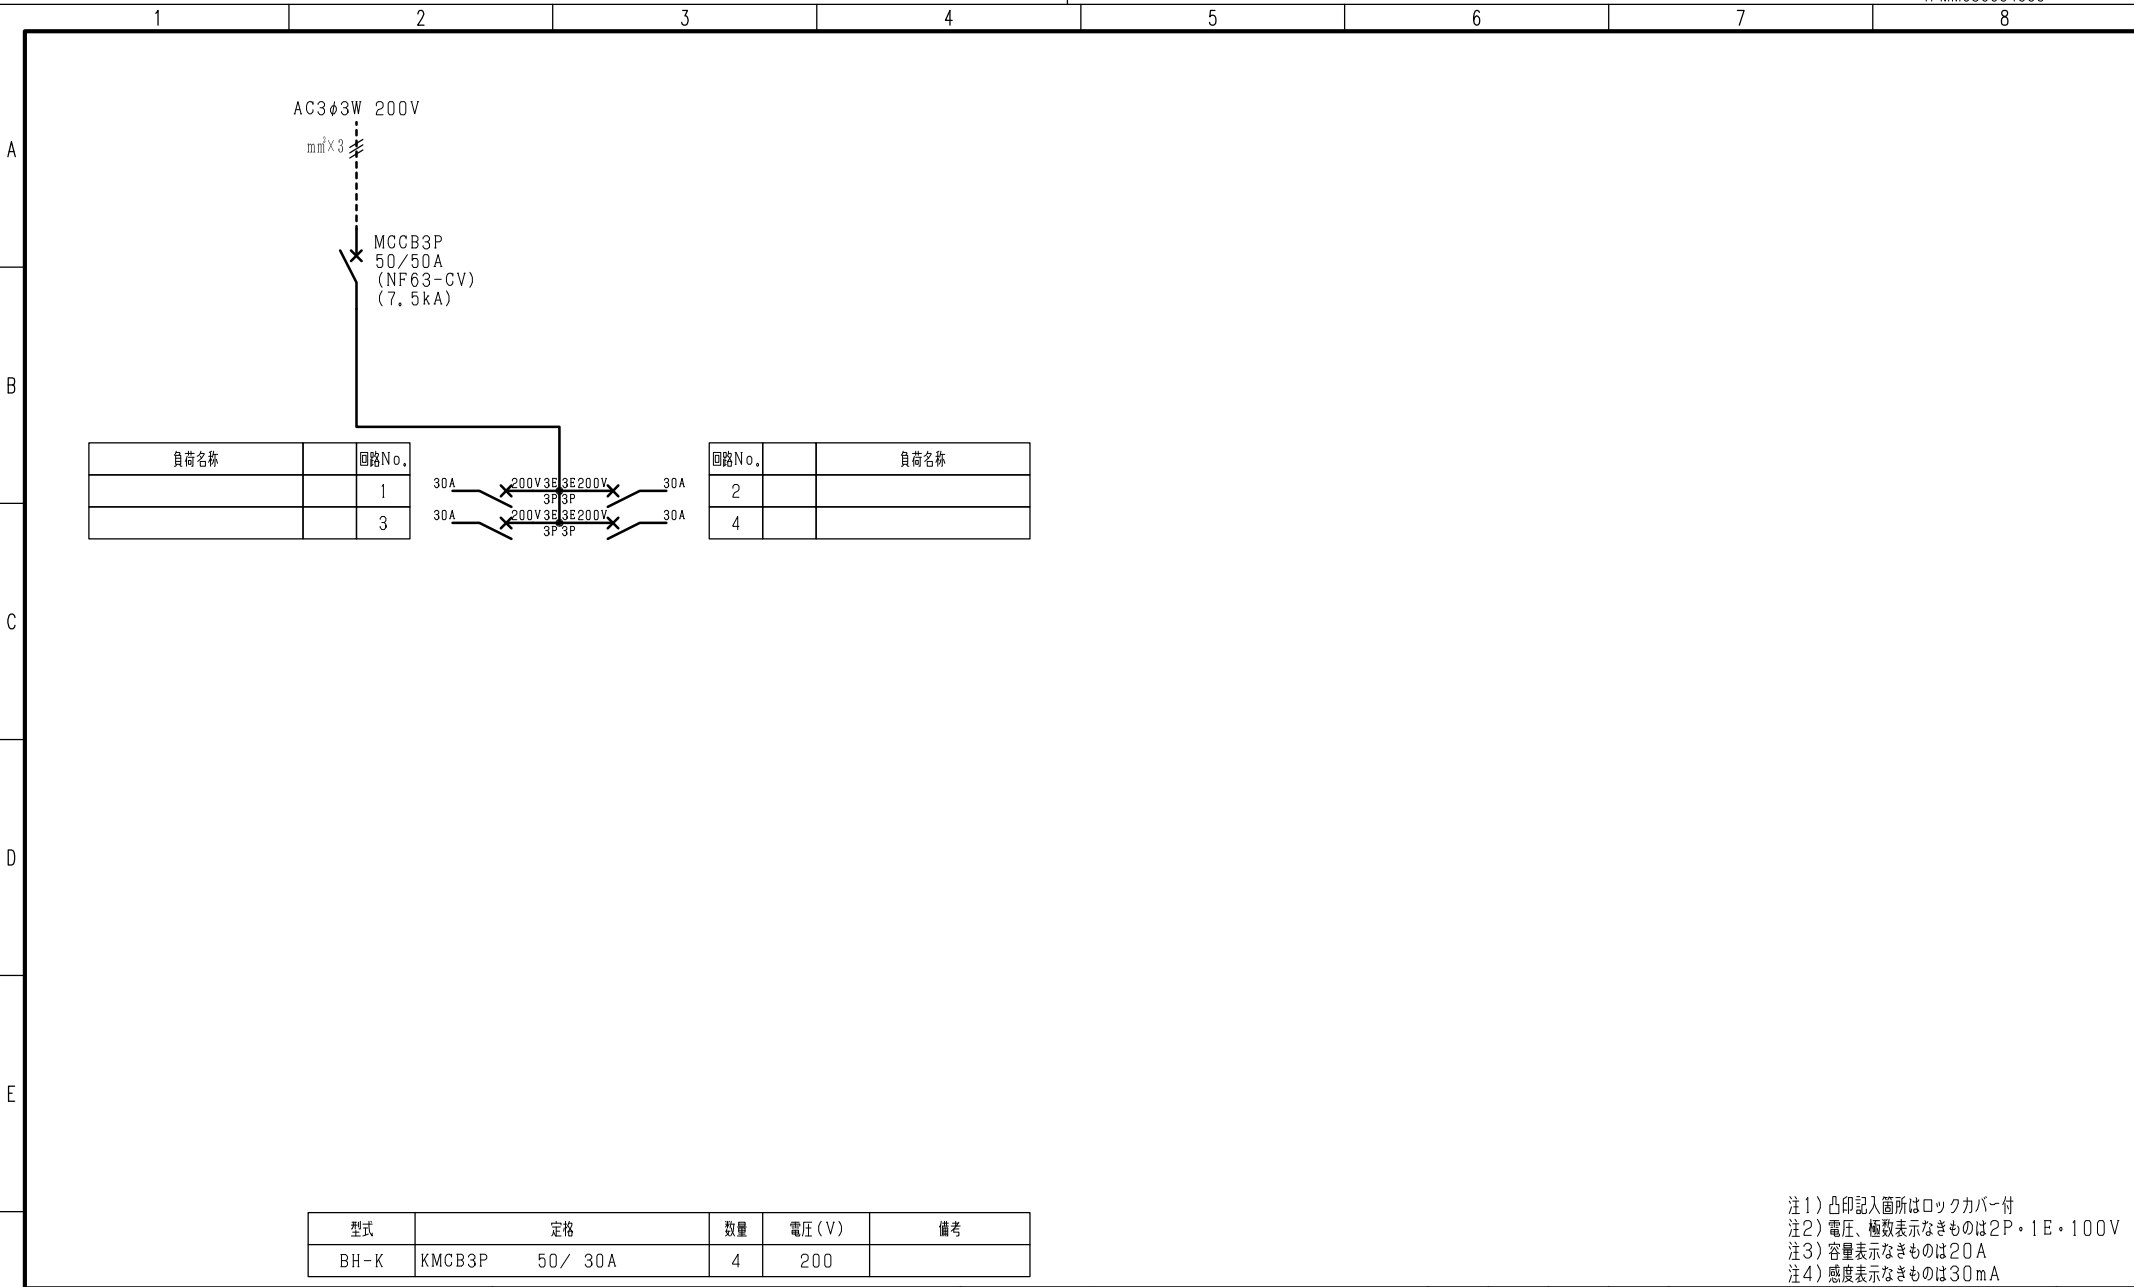 1 2 3 4 5 6 7 8
A
B
C
D
E
AC3φ3W 200V
mm²×3
MCCB3P
50/50A
(NF63-CV)
(7.5kA)
負荷名称 回路No.
1
3
30A 200V 3E 3E 200V 30A
3P 3P
30A 200V 3E 3E 200V 30A
3P 3P
回路No. 負荷名称
2
4
型式 定格 数量 電圧(V) 備考
BH-K KMCB3P 50/ 30A 4 200
注1)凸印記入箇所はロックカバー付
注2)電圧、極数表示なきものは2P・1E・100V
注3)容量表示なきものは20A
注4)感度表示なきものは30mA